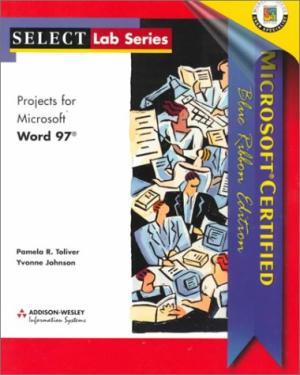 SELECT Lab Series
Projects for
Microsoft
Word 97®
Pamela R. Toliver
Yvonne Johnson
ADDISON-WESLEY
Information Systems
MICROSOFT® CERTIFIED
Blue Ribbon Edition